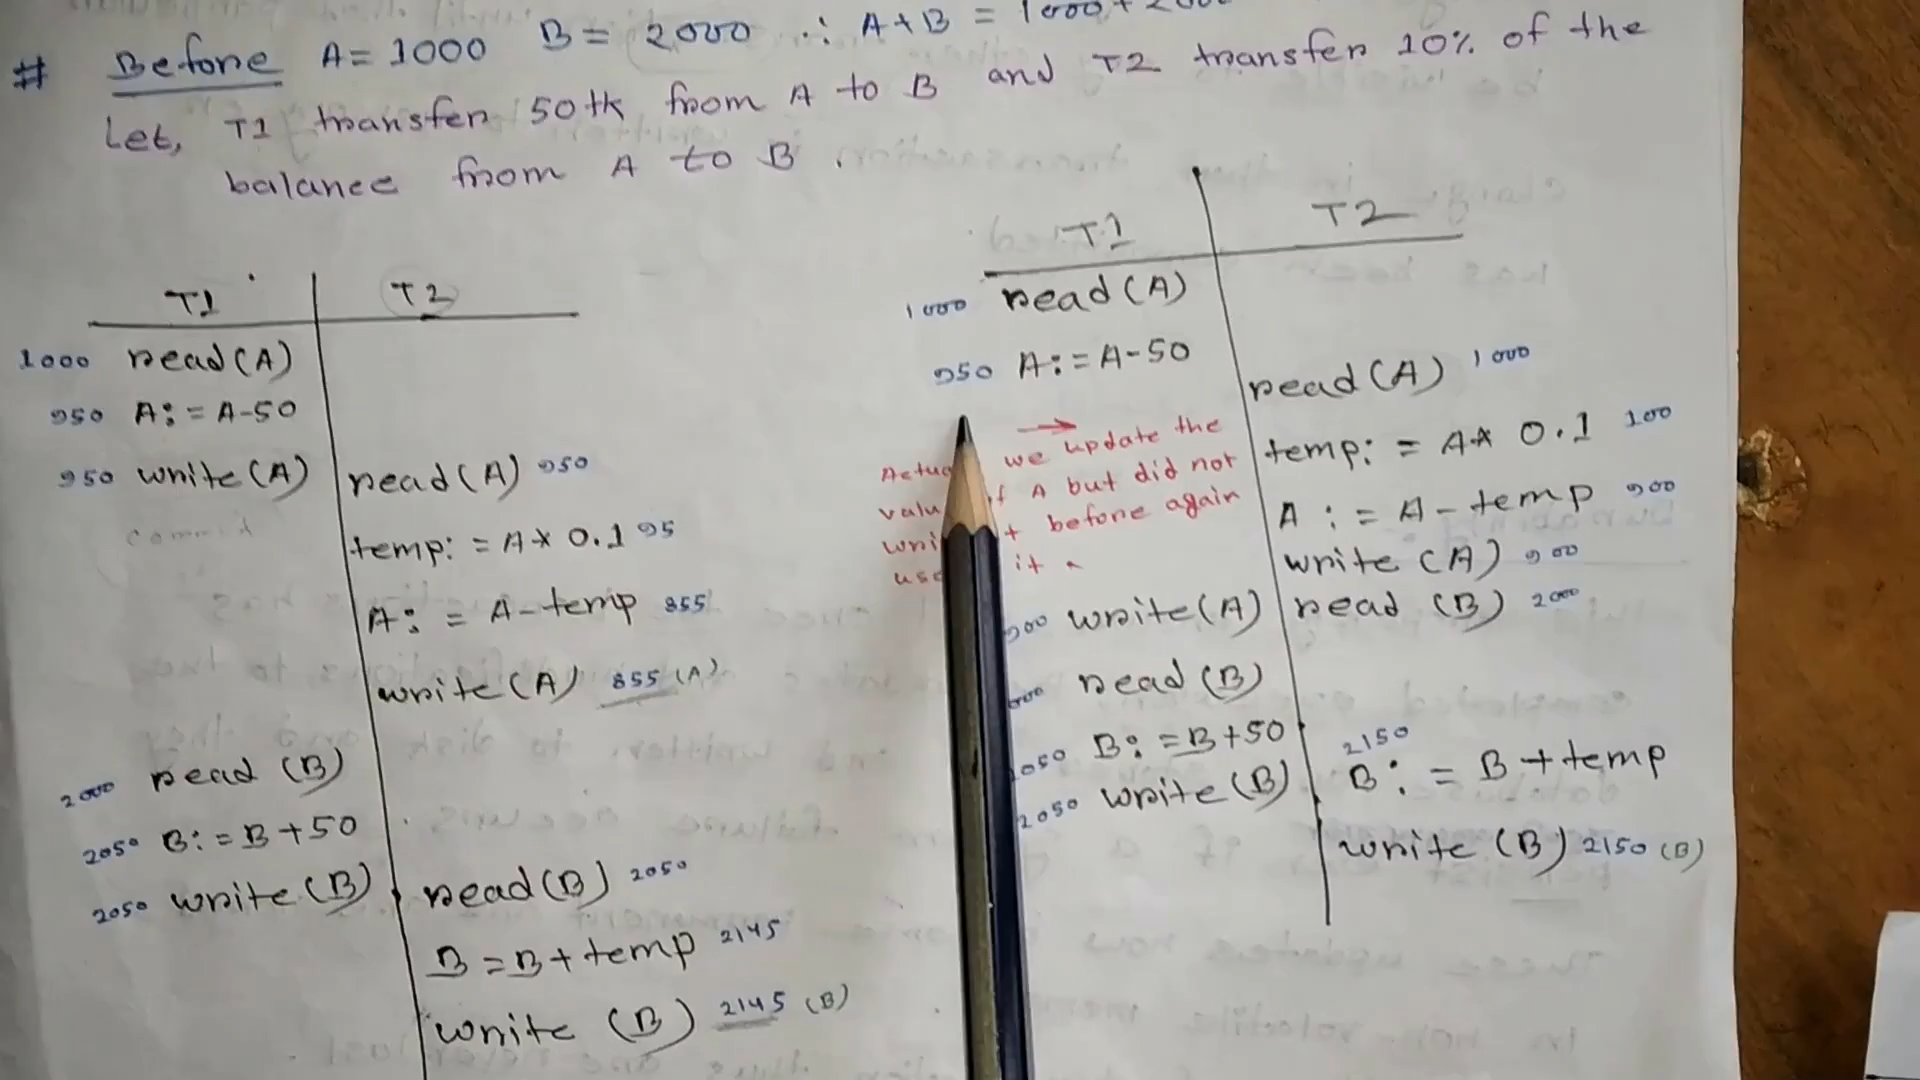 # Before A = 1000 B = 2000 ∴ A+B = 1000 + 2000
Let, T1 transfer 50tk from A to B and T2 transfer 10% of the
balance from A to B.
T1 T2
1000 read(A)
950 A:= A-50
950 write(A) read(A) 950
commit
temp: = A* 0.1 95
A: = A-temp 855
write(A) 855 (A)
2000 read (B)
2050 B: = B+50
2050 write(B) read(B) 2050
B = B+temp 2145
write (B) 2145 (B)
T1 T2
1000 read(A)
950 A: = A-50
read(A) 1000
temp: = A* 0.1 100
A : = A-temp 900
write (A) 900
→ we update the
of A but did not
before again
it
write(A) read (B) 2000
read (B)
B: = B+50
2050 write(B)
2150
B: = B+temp
write (B) 2150 (B)